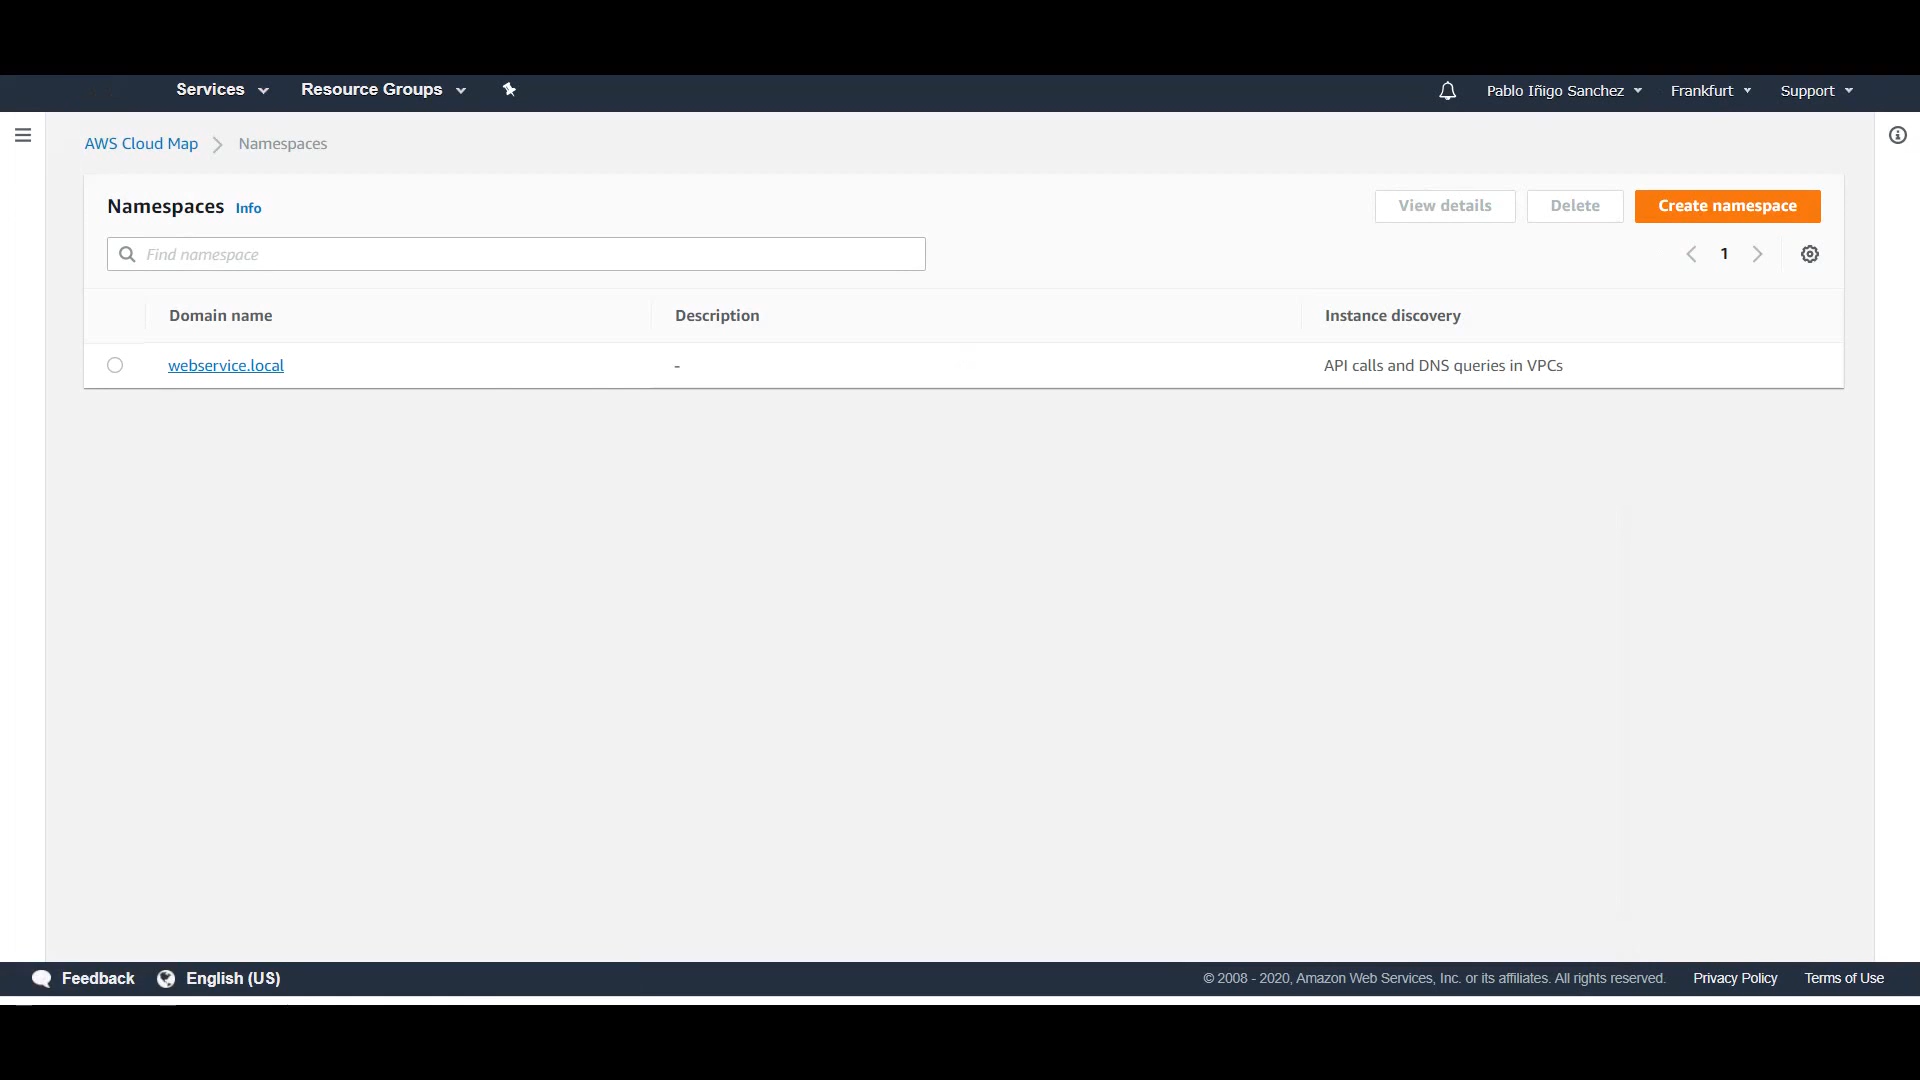 Services Resource Groups Pablo Iñigo Sanchez Frankfurt Support
AWS Cloud Map Namespaces
Namespaces Info View details Delete Create namespace
Find namespace 1
Domain name Description Instance discovery
webservice.local - API calls and DNS queries in VPCs
Feedback English (US) © 2008 - 2020, Amazon Web Services, Inc. or its affiliates. All rights reserved. Privacy Policy Terms of Use